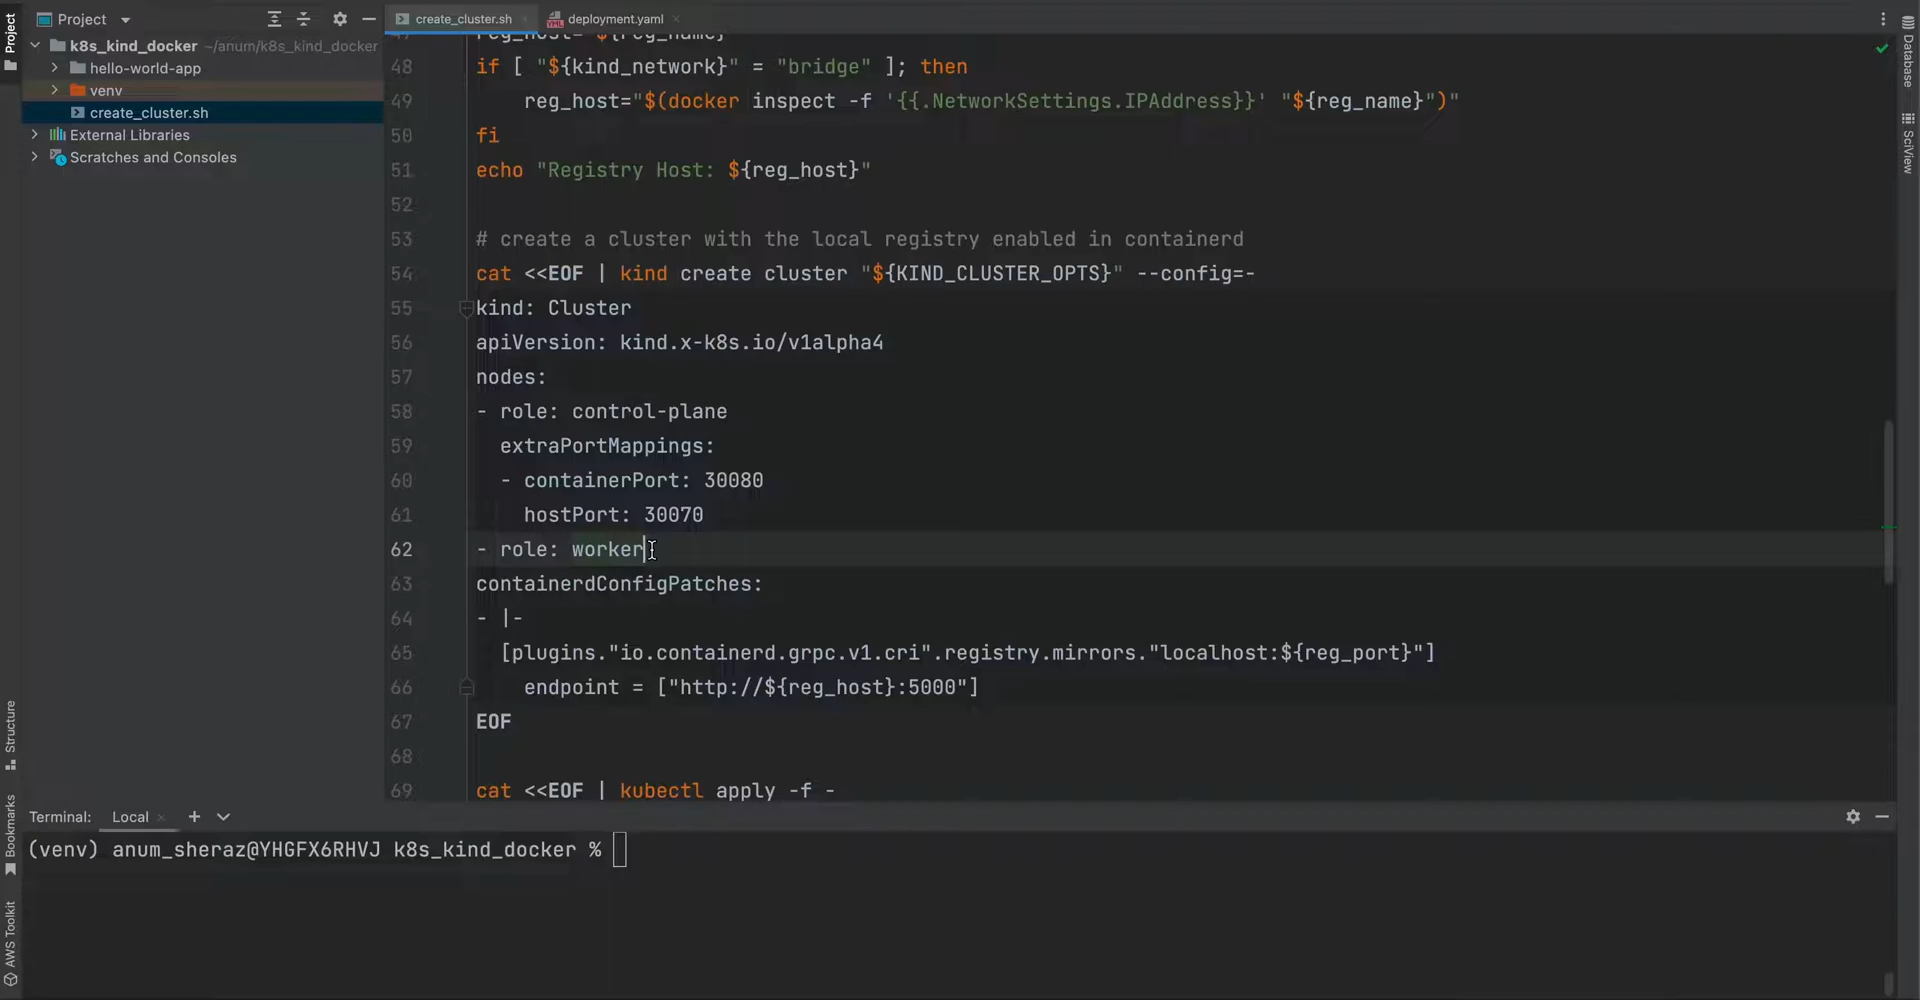 Project
create_cluster.sh
deployment.yaml
k8s_kind_docker ~/anum/k8s_kind_docker
hello-world-app
venv
create_cluster.sh
External Libraries
Scratches and Consoles
Project
Structure
Bookmarks
AWS Toolkit
Database
SciView
47 reg_host="${reg_name}"
48 if [ "${kind_network}" = "bridge" ]; then
49 reg_host="$(docker inspect -f '{{.NetworkSettings.IPAddress}}' "${reg_name}")"
50 fi
51 echo "Registry Host: ${reg_host}"
52
53 # create a cluster with the local registry enabled in containerd
54 cat <<EOF | kind create cluster "${KIND_CLUSTER_OPTS}" --config=-
55 kind: Cluster
56 apiVersion: kind.x-k8s.io/v1alpha4
57 nodes:
58 - role: control-plane
59 extraPortMappings:
60 - containerPort: 30080
61 hostPort: 30070
62 - role: worker
63 containerdConfigPatches:
64 - |-
65 [plugins."io.containerd.grpc.v1.cri".registry.mirrors."localhost:${reg_port}"]
66 endpoint = ["http://${reg_host}:5000"]
67 EOF
68
69 cat <<EOF | kubectl apply -f -
Terminal: Local
(venv) anum_sheraz@YHGFX6RHVJ k8s_kind_docker %